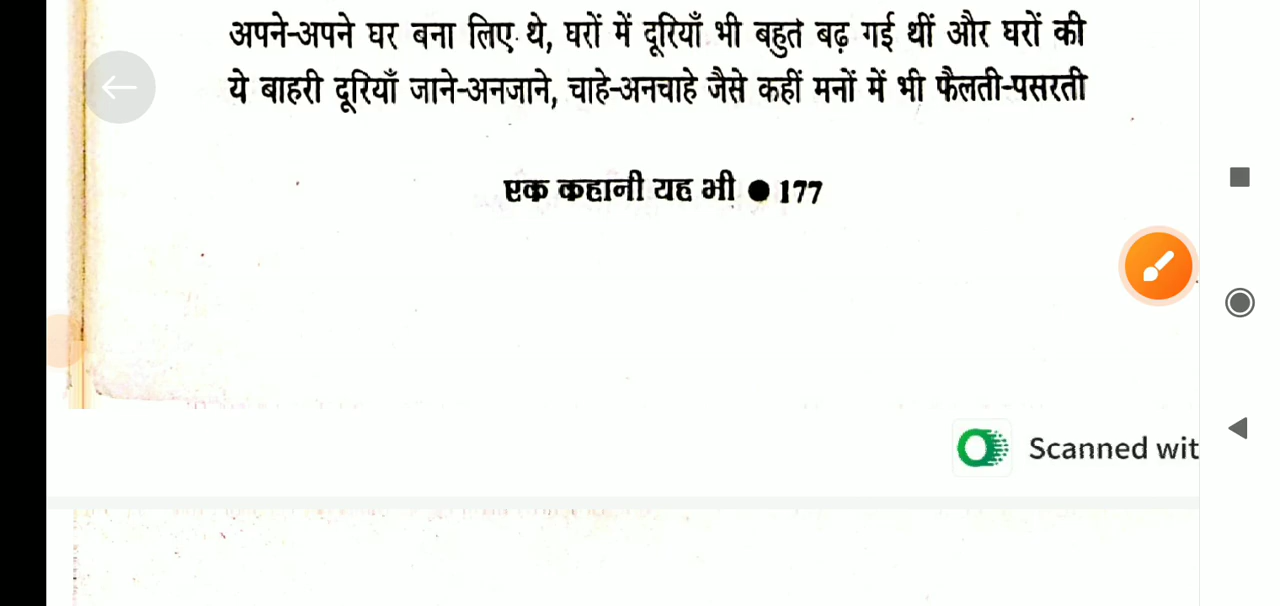 अपने-अपने घर बना लिए थे, घरों में दूरियाँ भी बहुत बढ़ गई थीं और घरों की
ये बाहरी दूरियाँ जाने-अनजाने, चाहे-अनचाहे जैसे कहीं मनों में भी फैलती-पसरती
एक कहानी यह भी ● 177
Scanned wit